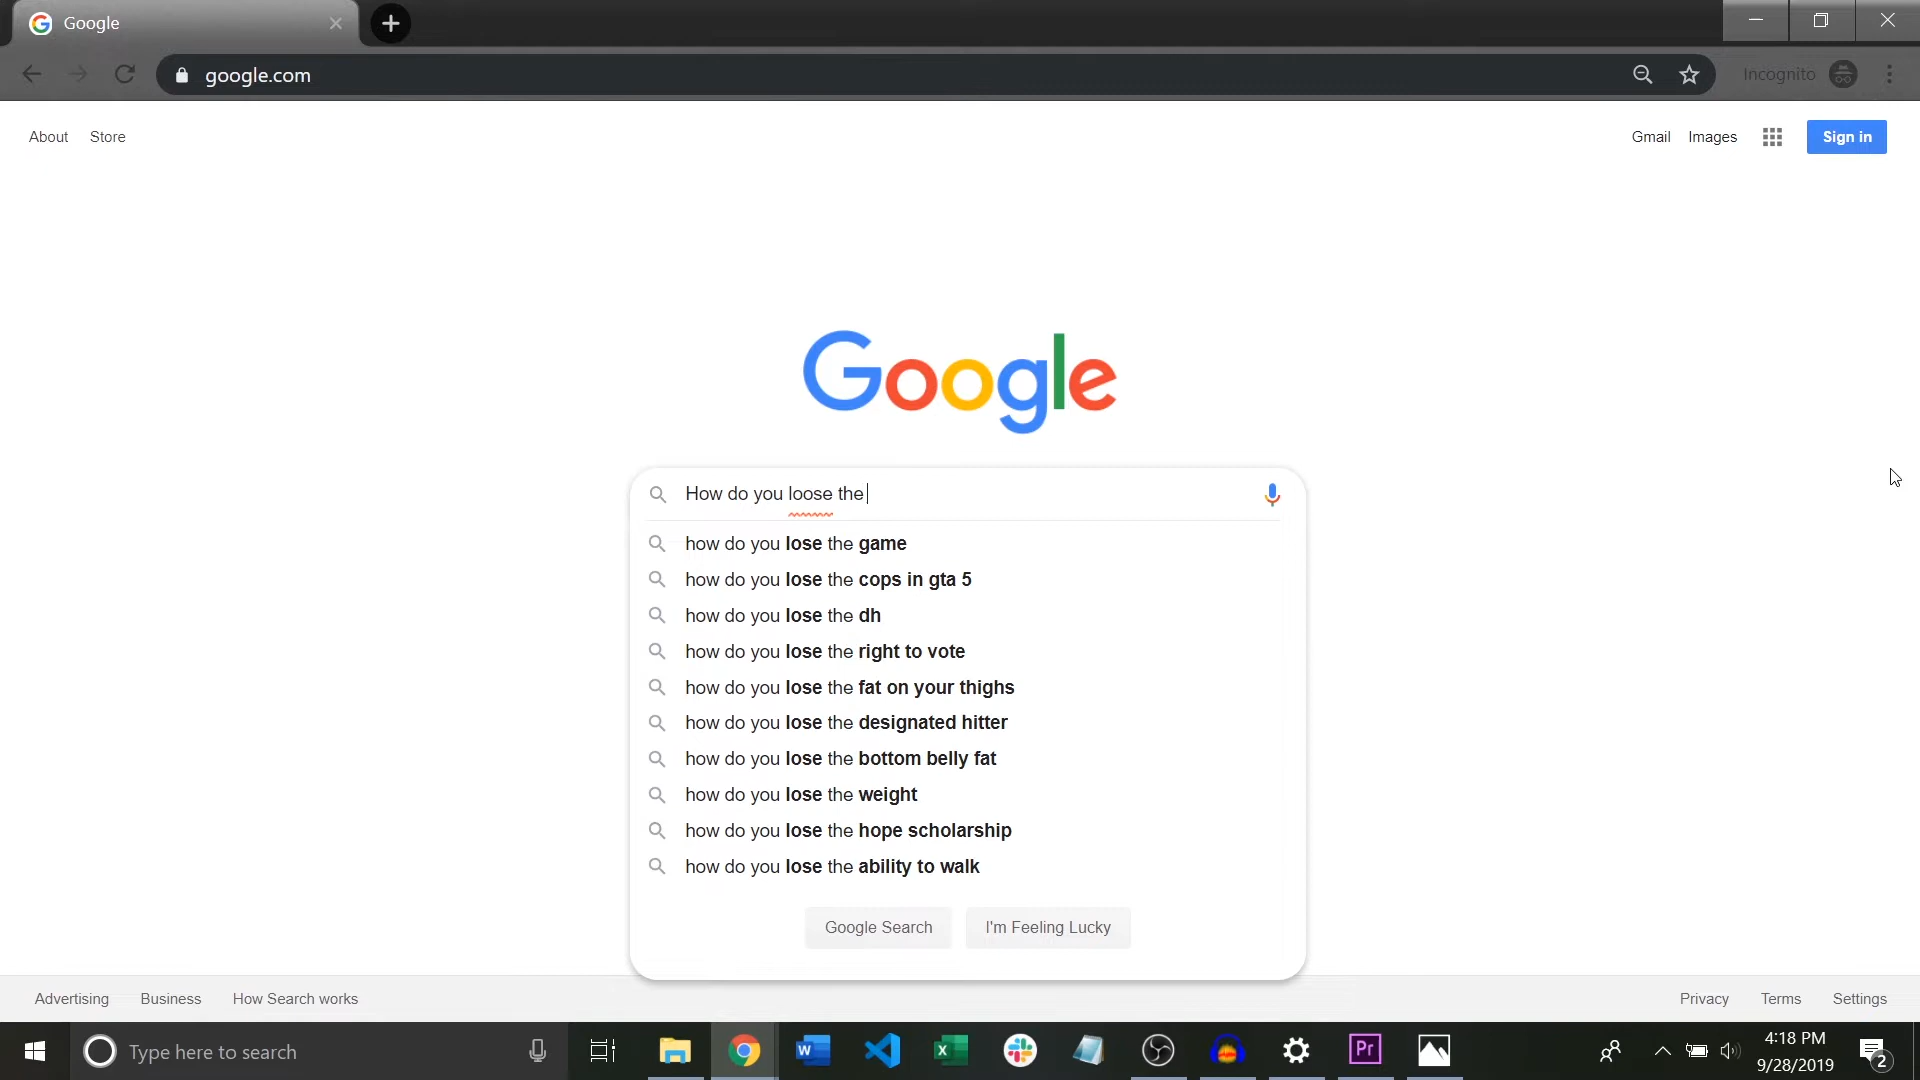 Google
google.com
Incognito
About Store
Gmail Images Sign in
Google
How do you loose the
how do you lose the game
how do you lose the cops in gta 5
how do you lose the dh
how do you lose the right to vote
how do you lose the fat on your thighs
how do you lose the designated hitter
how do you lose the bottom belly fat
how do you lose the weight
how do you lose the hope scholarship
how do you lose the ability to walk
Google Search I'm Feeling Lucky
Advertising Business How Search works
Privacy Terms Settings
Type here to search
W
X
Pr
4:18 PM
9/28/2019
2